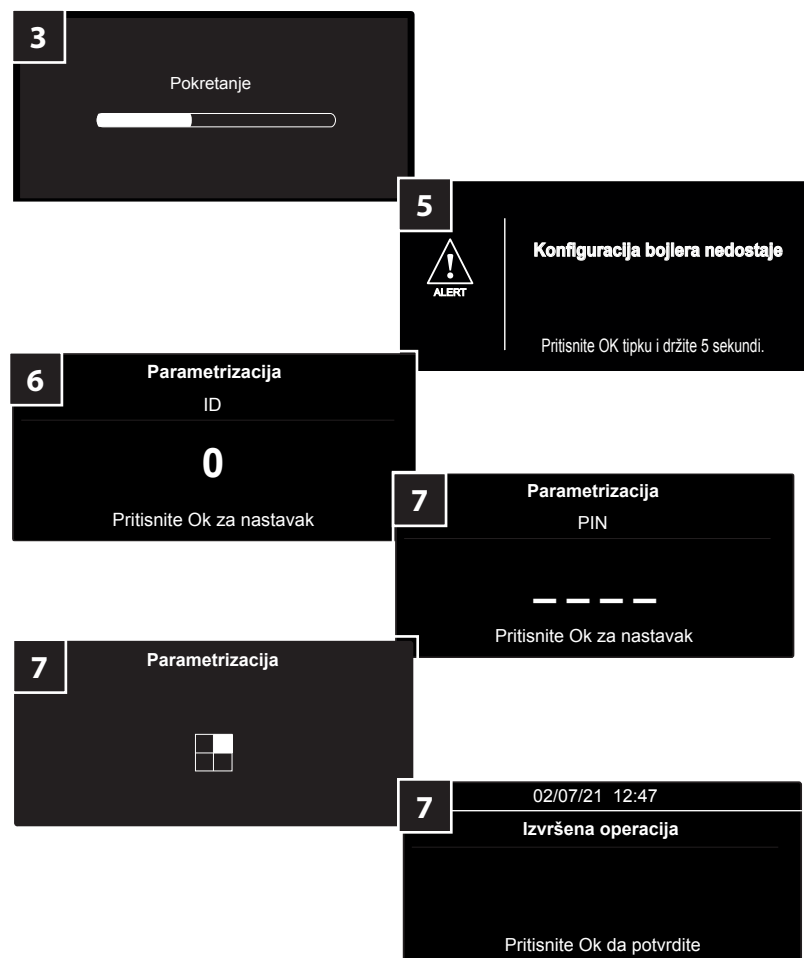 3
Pokretanje
5
ALERT
Konfiguracija bojlera nedostaje
Pritisnite OK tipku i držite 5 sekundi.
6
Parametrizacija
ID
0
Pritisnite Ok za nastavak
7
Parametrizacija
PIN
_ _ _ _
Pritisnite Ok za nastavak
7
Parametrizacija
7
02/07/21 12:47
Izvršena operacija
Pritisnite Ok da potvrdite